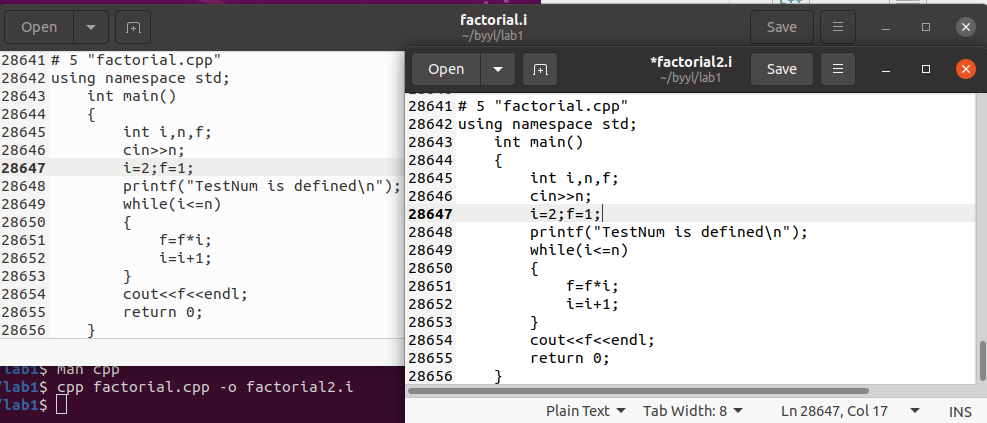 Open
factorial.i
~/byyl/lab1
Save
28641 # 5 "factorial.cpp"
28642 using namespace std;
28643     int main()
28644     {
28645         int i,n,f;
28646         cin>>n;
28647         i=2;f=1;
28648         printf("TestNum is defined\n");
28649         while(i<=n)
28650         {
28651             f=f*i;
28652             i=i+1;
28653         }
28654         cout<<f<<endl;
28655         return 0;
28656     }
Open
*factorial2.i
~/byyl/lab1
Save
28641 # 5 "factorial.cpp"
28642 using namespace std;
28643     int main()
28644     {
28645         int i,n,f;
28646         cin>>n;
28647         i=2;f=1;
28648         printf("TestNum is defined\n");
28649         while(i<=n)
28650         {
28651             f=f*i;
28652             i=i+1;
28653         }
28654         cout<<f<<endl;
28655         return 0;
28656     }
Plain Text Tab Width: 8 Ln 28647, Col 17 INS
/lab1$ man cpp
/lab1$ cpp factorial.cpp -o factorial2.i
/lab1$